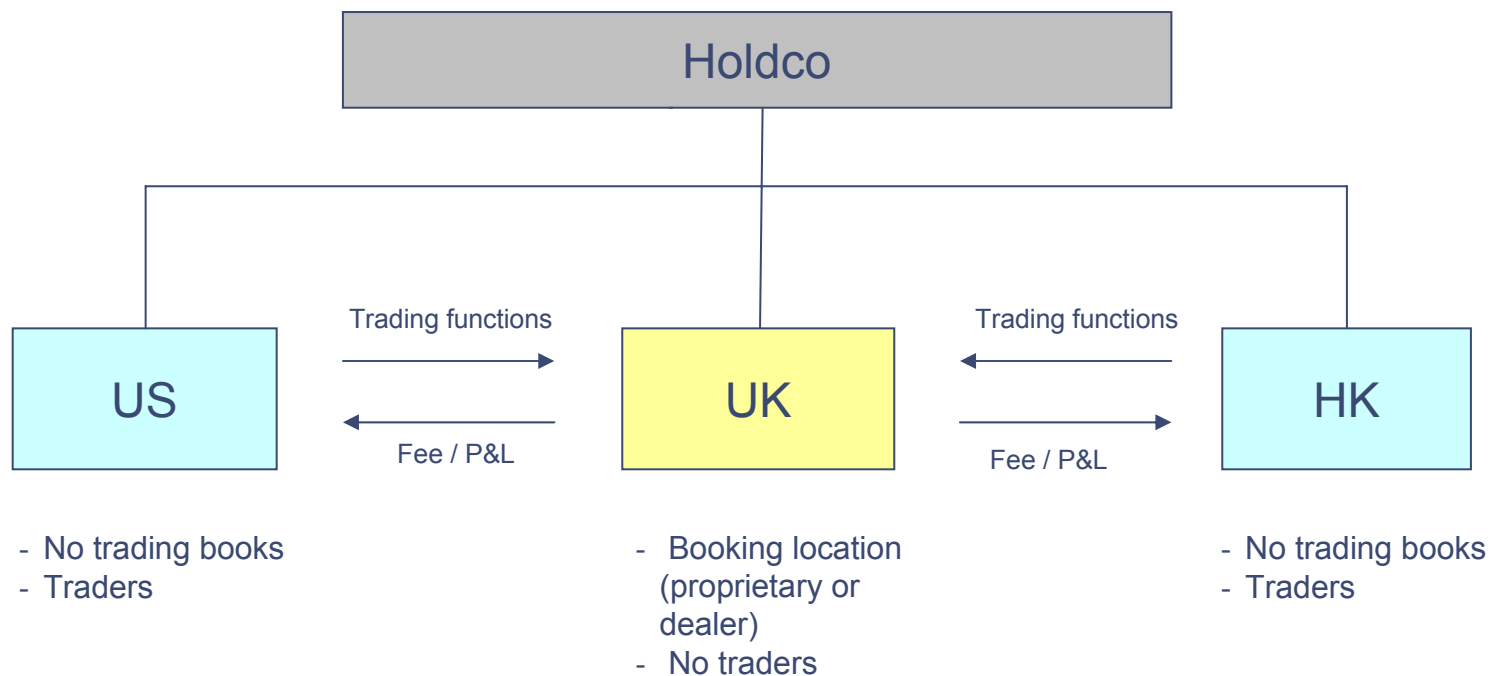 Holdco
Trading functions
Trading functions
US
UK
HK
Fee / P&L
Fee / P&L
- No trading books
- Traders
- Booking location
(proprietary or
dealer)
- No traders
- No trading books
- Traders